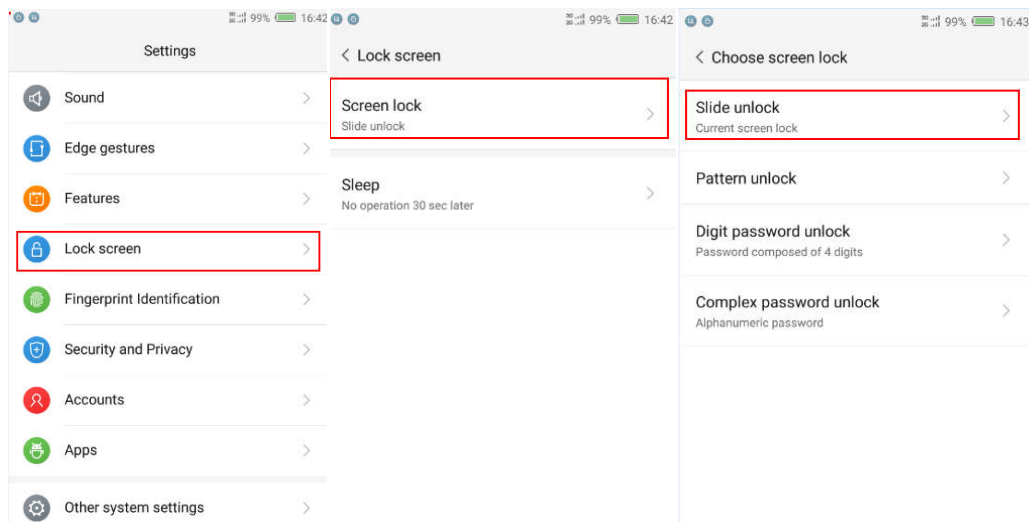 99% 16:42
Settings
Sound
Edge gestures
Features
Lock screen
Fingerprint Identification
Security and Privacy
Accounts
Apps
Other system settings
99% 16:42
< Lock screen
Screen lock
Slide unlock
Sleep
No operation 30 sec later
99% 16:43
< Choose screen lock
Slide unlock
Current screen lock
Pattern unlock
Digit password unlock
Password composed of 4 digits
Complex password unlock
Alphanumeric password